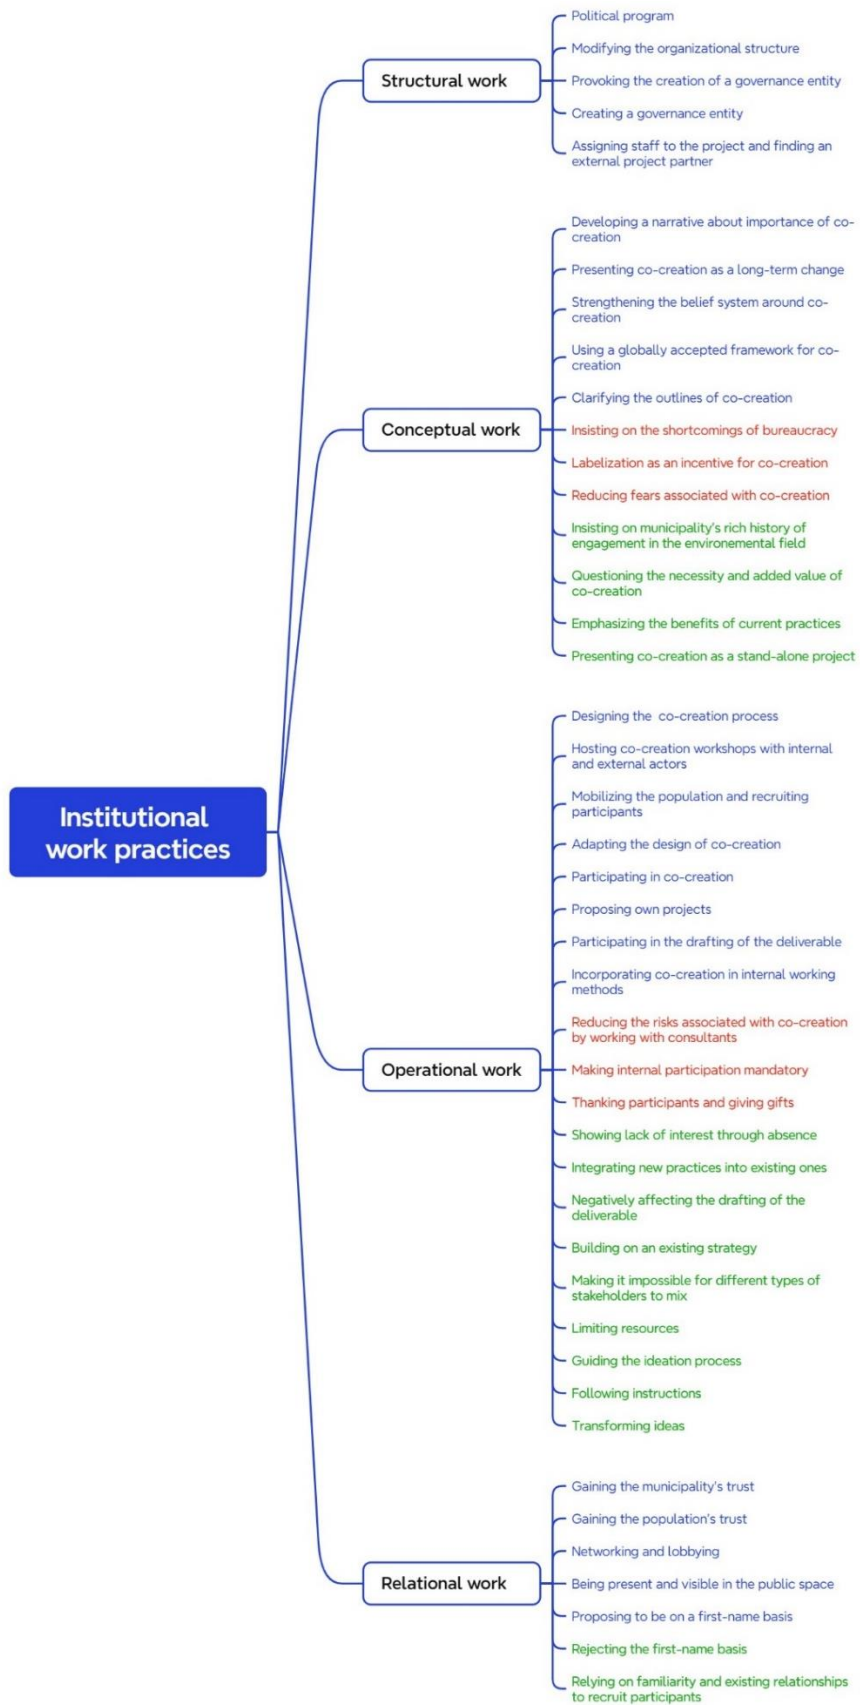 Institutional
work practices
Structural work
Political program
Modifying the organizational structure
Provoking the creation of a governance entity
Creating a governance entity
Assigning staff to the project and finding an
external project partner
Conceptual work
Developing a narrative about importance of co-
creation
Presenting co-creation as a long-term change
Strengthening the belief system around co-
creation
Using a globally accepted framework for co-
creation
Clarifying the outlines of co-creation
Insisting on the shortcomings of bureaucracy
Labelization as an incentive for co-creation
Reducing fears associated with co-creation
Insisting on municipality's rich history of
engagement in the environemental field
Questioning the necessity and added value of
co-creation
Emphasizing the benefits of current practices
Presenting co-creation as a stand-alone project
Operational work
Designing the co-creation process
Hosting co-creation workshops with internal
and external actors
Mobilizing the population and recruiting
participants
Adapting the design of co-creation
Participating in co-creation
Proposing own projects
Participating in the drafting of the deliverable
Incorporating co-creation in internal working
methods
Reducing the risks associated with co-creation
by working with consultants
Making internal participation mandatory
Thanking participants and giving gifts
Showing lack of interest through absence
Integrating new practices into existing ones
Negatively affecting the drafting of the
deliverable
Building on an existing strategy
Making it impossible for different types of
stakeholders to mix
Limiting resources
Guiding the ideation process
Following instructions
Transforming ideas
Relational work
Gaining the municipality's trust
Gaining the population's trust
Networking and lobbying
Being present and visible in the public space
Proposing to be on a first-name basis
Rejecting the first-name basis
Relying on familiarity and existing relationships
to recruit participants